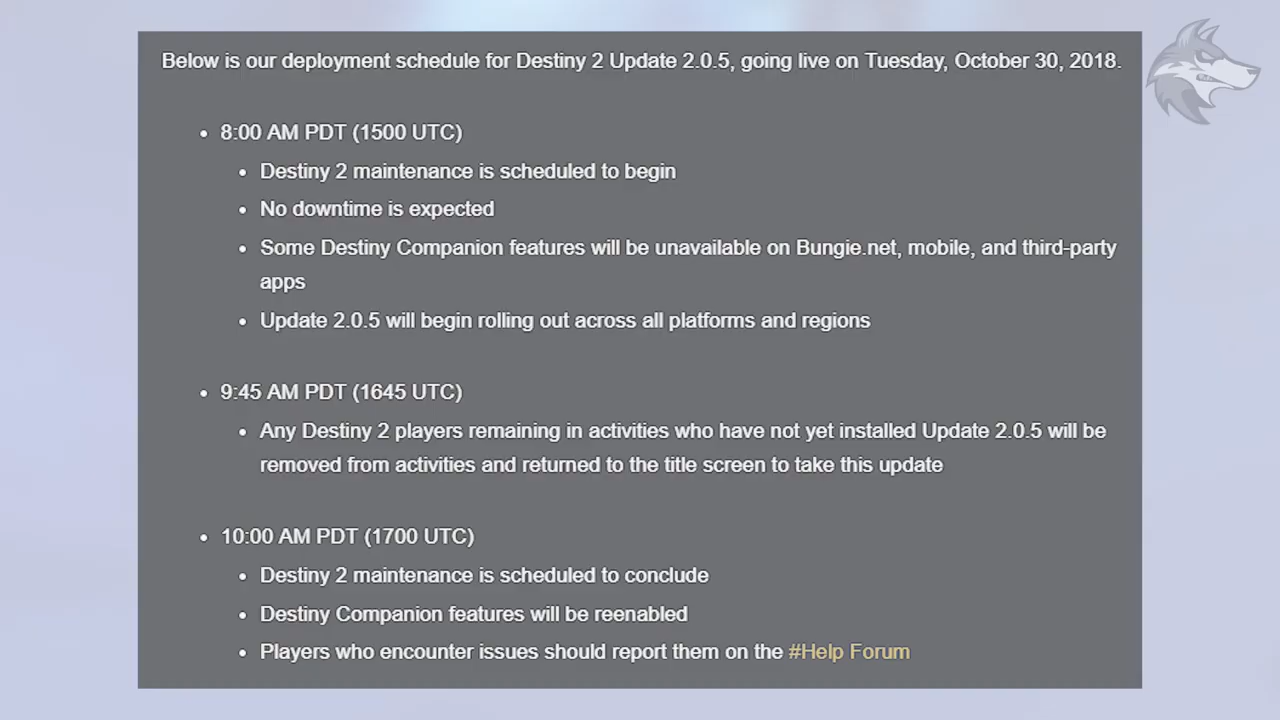 Below is our deployment schedule for Destiny 2 Update 2.0.5, going live on Tuesday, October 30, 2018.
• 8:00 AM PDT (1500 UTC)
• Destiny 2 maintenance is scheduled to begin
• No downtime is expected
• Some Destiny Companion features will be unavailable on Bungie.net, mobile, and third-party
apps
• Update 2.0.5 will begin rolling out across all platforms and regions
• 9:45 AM PDT (1645 UTC)
• Any Destiny 2 players remaining in activities who have not yet installed Update 2.0.5 will be
removed from activities and returned to the title screen to take this update
• 10:00 AM PDT (1700 UTC)
• Destiny 2 maintenance is scheduled to conclude
• Destiny Companion features will be reenabled
• Players who encounter issues should report them on the #Help Forum